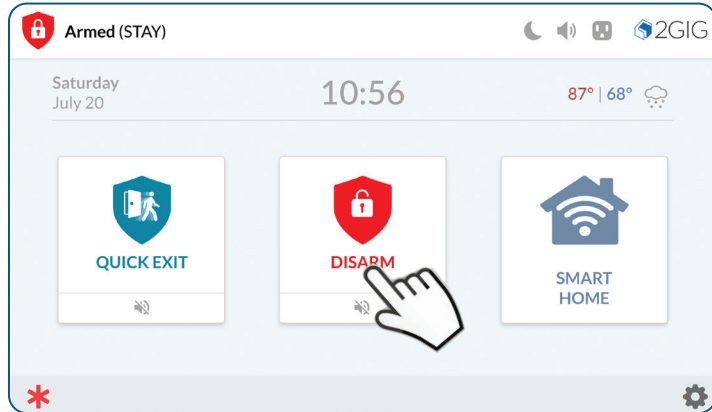 Armed (STAY)
2GIG
Saturday
July 20
10:56
87° | 68°
QUICK EXIT
DISARM
SMART
HOME